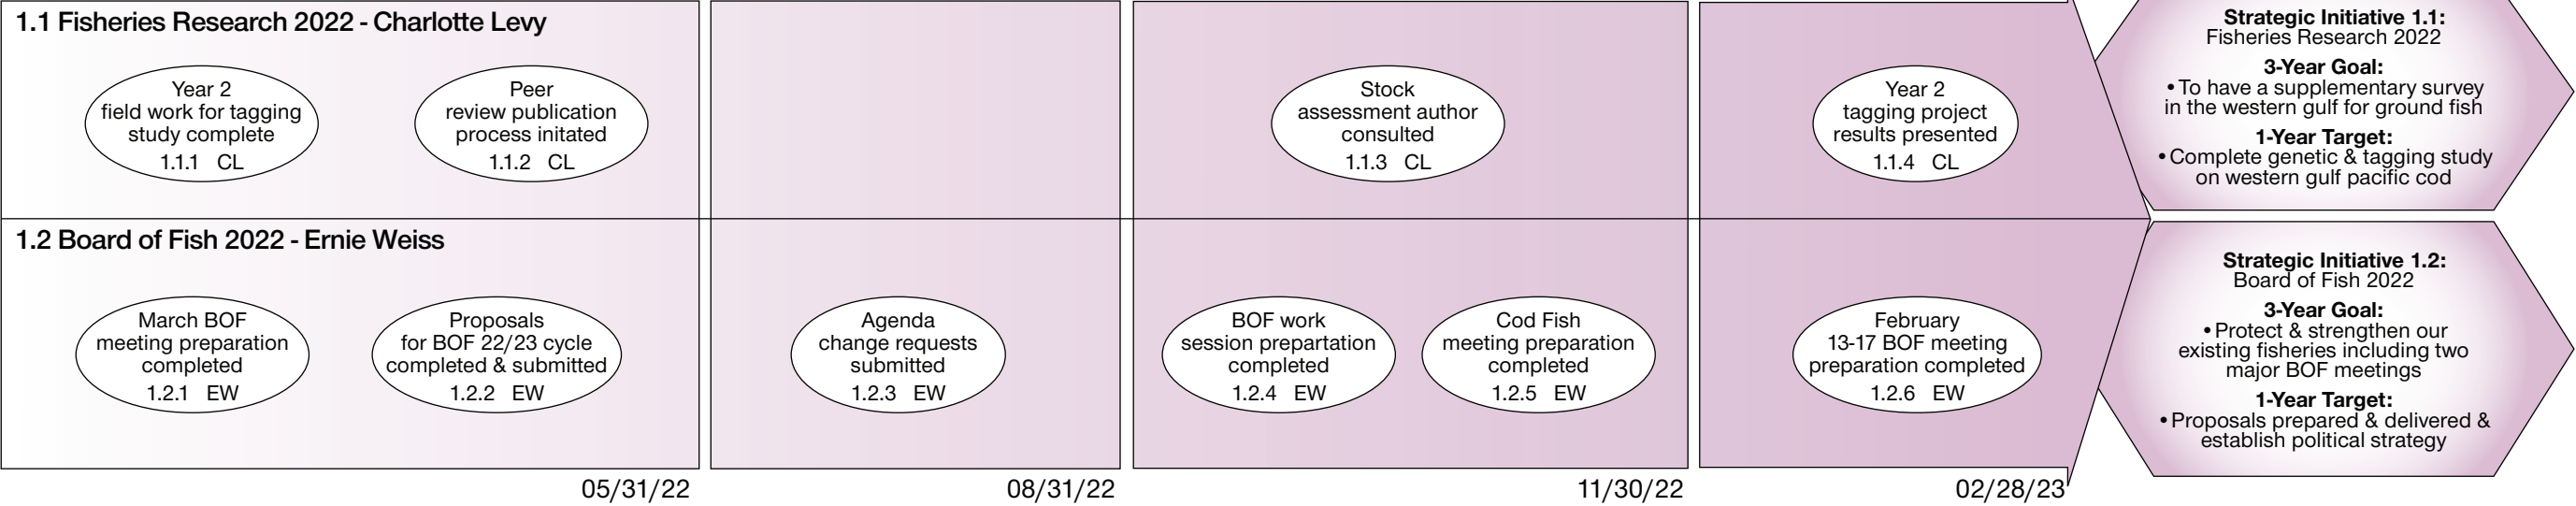 1.1 Fisheries Research 2022 - Charlotte Levy
Year 2
field work for tagging
study complete
1.1.1 CL
Peer
review publication
process initated
1.1.2 CL
Stock
assessment author
consulted
1.1.3 CL
Year 2
tagging project
results presented
1.1.4 CL
Strategic Initiative 1.1:
Fisheries Research 2022
3-Year Goal:
• To have a supplementary survey
in the western gulf for ground fish
1-Year Target:
• Complete genetic & tagging study
on western gulf pacific cod
1.2 Board of Fish 2022 - Ernie Weiss
March BOF
meeting preparation
completed
1.2.1 EW
Proposals
for BOF 22/23 cycle
completed & submitted
1.2.2 EW
Agenda
change requests
submitted
1.2.3 EW
BOF work
session prepartation
completed
1.2.4 EW
Cod Fish
meeting preparation
completed
1.2.5 EW
February
13-17 BOF meeting
preparation completed
1.2.6 EW
Strategic Initiative 1.2:
Board of Fish 2022
3-Year Goal:
• Protect & strengthen our
existing fisheries including two
major BOF meetings
1-Year Target:
• Proposals prepared & delivered &
establish political strategy
05/31/22
08/31/22
11/30/22
02/28/23